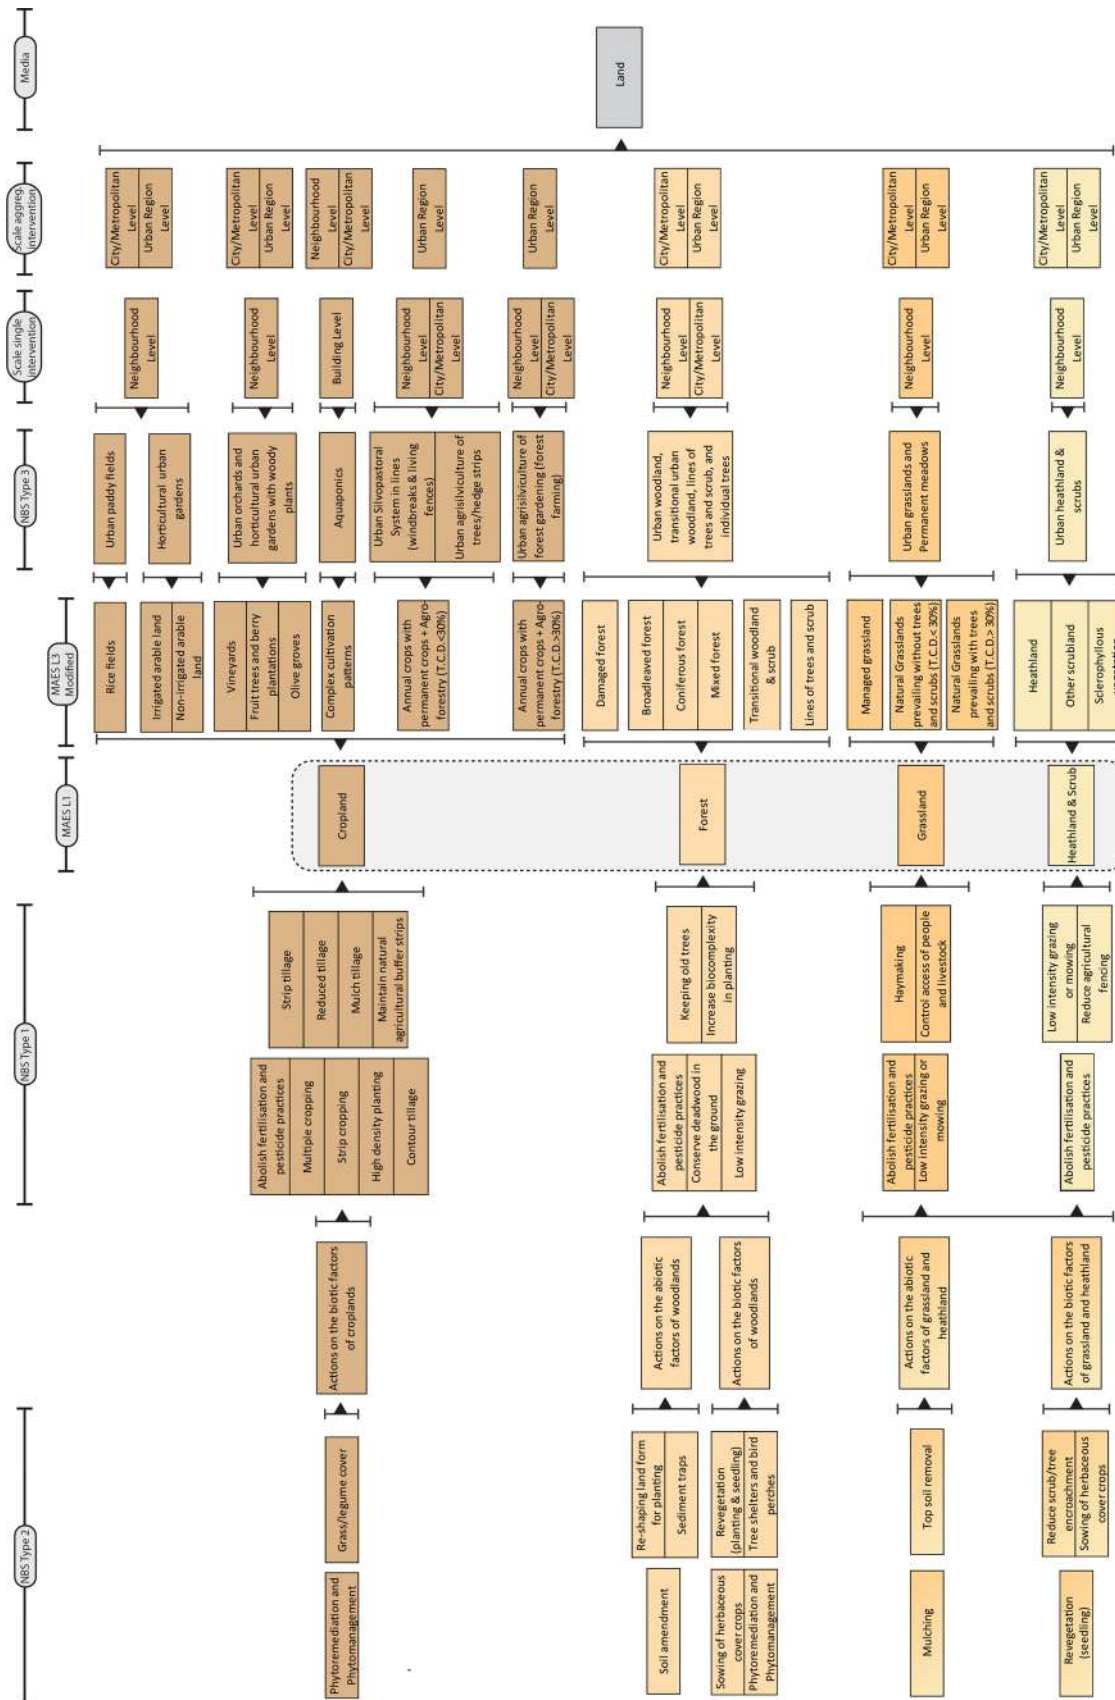 Media
Scale aggreg.
intervention
Scale single
intervention
NBS Type 3
MAES L3
Modified
MAES L1
NBS Type 1
NBS Type 2
Land
City/Metropolitan
Level
Urban Region
Level
City/Metropolitan
Level
Urban Region
Level
Neighbourhood
Level
City/Metropolitan
Level
Urban Region
Level
Urban Region
Level
City/Metropolitan
Level
Urban Region
Level
City/Metropolitan
Level
Urban Region
Level
City/Metropolitan
Level
Urban Region
Level
Neighbourhood
Level
Neighbourhood
Level
Building Level
Neighbourhood
Level
City/Metropolitan
Level
Neighbourhood
Level
City/Metropolitan
Level
Neighbourhood
Level
City/Metropolitan
Level
Neighbourhood
Level
Neighbourhood
Level
Urban paddy fields
Horticultural urban
gardens
Urban orchards and
horticultural urban
gardens with woody
plants
Aquaponics
Urban Silvopastoral
System in lines
(windbreaks & living
fences)
Urban agrisilviculture of
trees/hedge strips
Urban agrisilviculture of
forest gardening (forest
farming)
Urban woodland,
transitional urban
woodland, lines of
trees and scrub, and
individual trees
Urban grasslands and
Permanent meadows
Urban heathland &
scrubs
Rice fields
Irrigated arable land
Non-irrigated arable
land
Vineyards
Fruit trees and berry
plantations
Olive groves
Complex cultivation
patterns
Annual crops with
permanent crops + Agro-
forestry (T.C.D.<30%)
Annual crops with
permanent crops + Agro-
forestry (T.C.D.>30%)
Damaged forest
Broadleaved forest
Coniferous forest
Mixed forest
Transitional woodland
& scrub
Lines of trees and scrub
Managed grassland
Natural Grasslands
prevailing without trees
and scrubs (T.C.D.< 30%)
Natural Grasslands
prevailing with trees
and scrubs (T.C.D.> 30%)
Heathland
Other scrubland
Sclerophyllous
Cropland
Forest
Grassland
Heathland & Scrub
Strip tillage
Reduced tillage
Mulch tillage
Maintain natural
agricultural buffer strips
Keeping old trees
Increase biocomplexity
in planting
Haymaking
Control access of people
and livestock
Low intensity grazing
or mowing
Reduce agricultural
fencing
Abolish fertilisation and
pesticide practices
Multiple cropping
Strip cropping
High density planting
Contour tillage
Abolish fertilisation and
pesticide practices
Conserve deadwood in
the ground
Low intensity grazing
Abolish fertilisation and
pesticide practices
Low intensity grazing or
mowing
Abolish fertilisation and
pesticide practices
Actions on the biotic factors
of croplands
Actions on the abiotic
factors of woodlands
Actions on the biotic factors
of woodlands
Actions on the abiotic
factors of grassland and
heathland
Actions on the biotic factors
of grassland and heathland
Grass/legume cover
Re-shaping land form
for planting
Sediment traps
Revegetation
(planting & seedling)
Tree shelters and bird
perches
Top soil removal
Reduce scrub/tree
encroachment
Sowing of herbaceous
cover crops
Phytoremediation and
Phytomanagement
Soil amendment
Sowing of herbaceous
cover crops
Phytoremediation and
Phytomanagement
Mulching
Revegetation
(seedling)